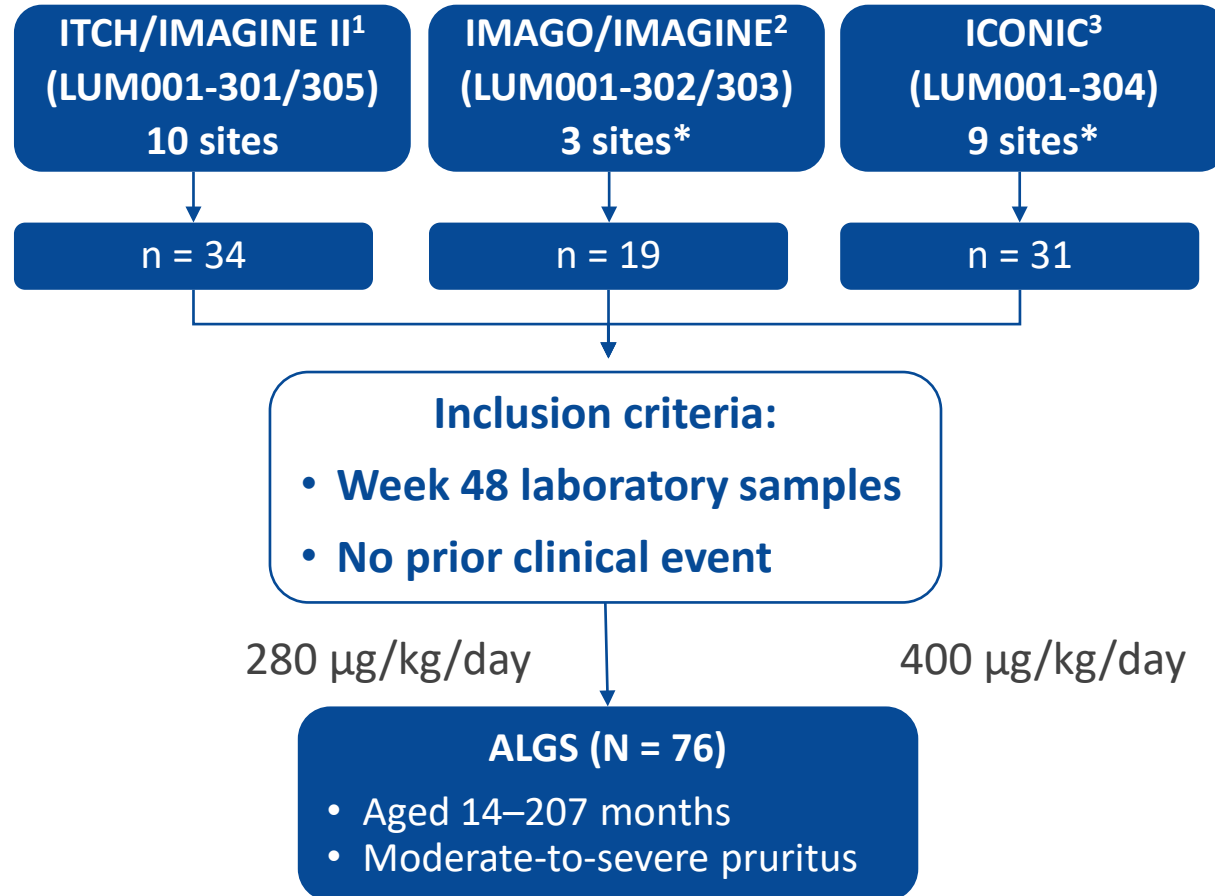 ITCH/IMAGINE II¹
(LUM001-301/305)
10 sites
IMAGO/IMAGINE²
(LUM001-302/303)
3 sites*
ICONIC³
(LUM001-304)
9 sites*
n = 34
n = 19
n = 31
Inclusion criteria:
• Week 48 laboratory samples
• No prior clinical event
280 µg/kg/day
400 µg/kg/day
ALGS (N = 76)
• Aged 14–207 months
• Moderate-to-severe pruritus